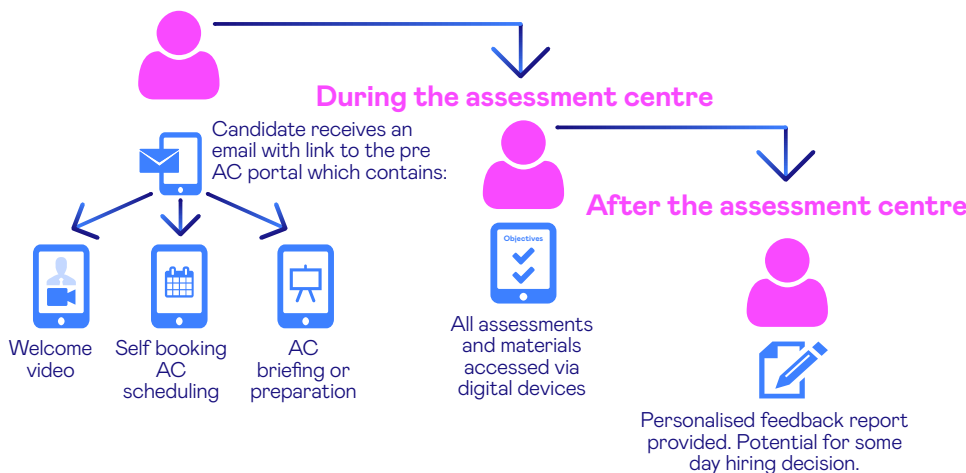 During the assessment centre
Candidate receives an
email with link to the pre
AC portal which contains:
Welcome
video
Self booking
AC
scheduling
AC
briefing or
preparation
Objectives
All assessments
and materials
accessed via
digital devices
After the assessment centre
Personalised feedback report
provided. Potential for some
day hiring decision.